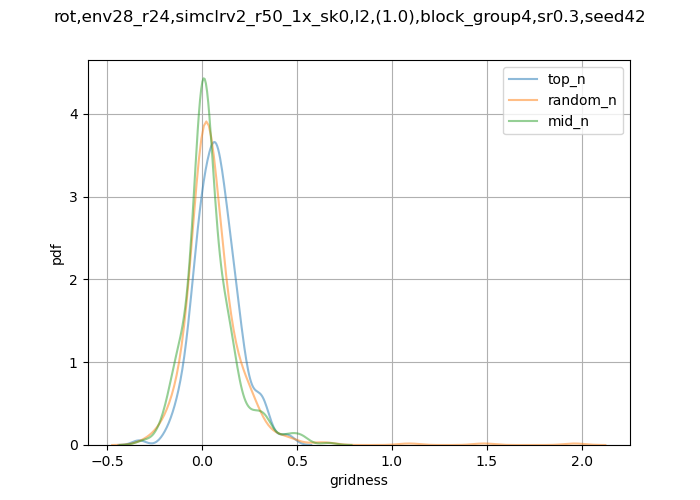 rot,env28_r24,simclrv2_r50_1x_sk0,l2,(1.0),block_group4,sr0.3,seed42
top_n
random_n
mid_n
4
3
2
1
0
pdf
−0.5
0.0
0.5
1.0
1.5
2.0
gridness